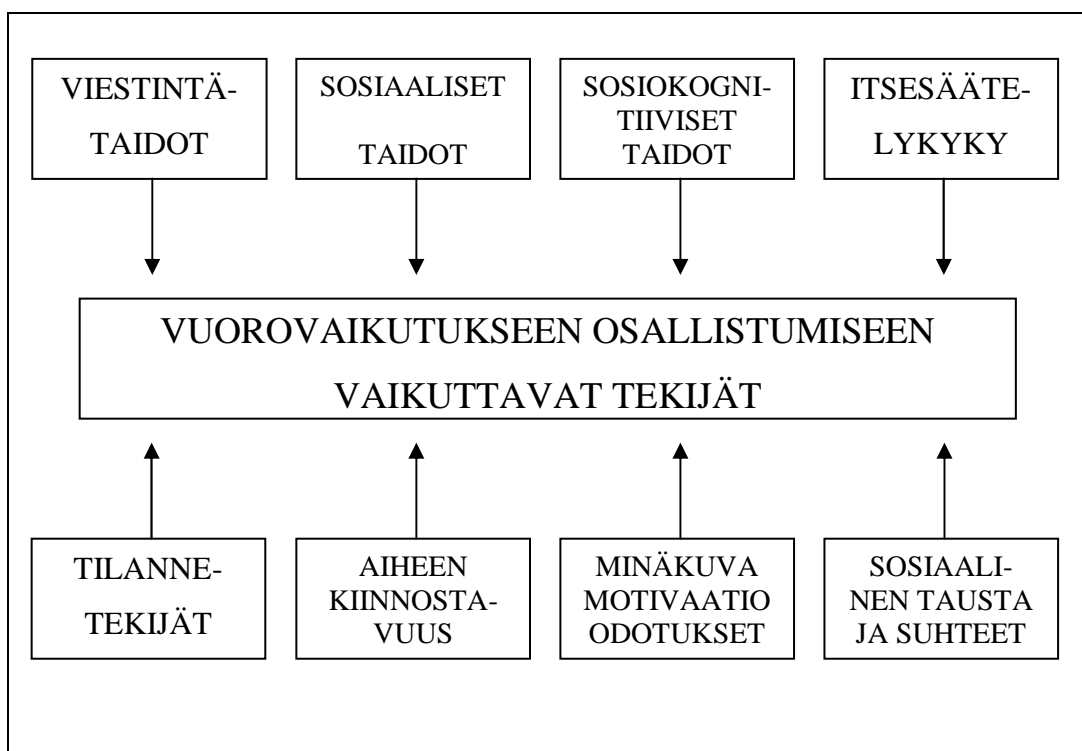 VIESTINTÄ-
TAIDOT
SOSIAALISET
TAIDOT
SOSIOKOGNI-
TIIVISET
TAIDOT
ITSESÄÄTE-
LYKYKY
VUOROVAIKUTUKSEEN OSALLISTUMISEEN
VAIKUTTAVAT TEKIJÄT
TILANNE-
TEKIJÄT
AIHEEN
KIINNOSTA-
VUUS
MINÄKUVA
MOTIVAATIO
ODOTUKSET
SOSIAALI-
NEN TAUSTA
JA SUHTEET